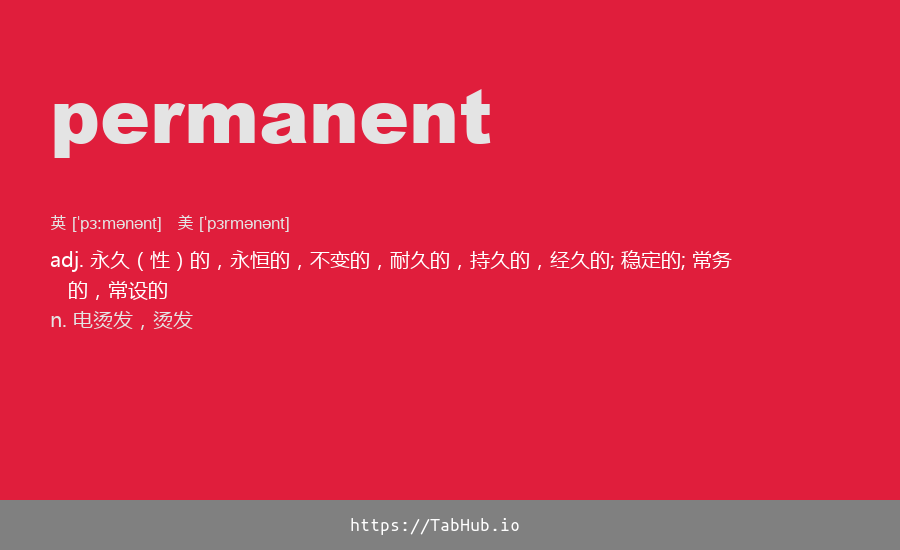 permanent
英 [ˈpɜːmənənt] 美 [ˈpɜrmənənt]
adj. 永久（性）的，永恒的，不变的，耐久的，持久的，经久的; 稳定的; 常务
的，常设的
n. 电烫发，烫发
https://TabHub.io